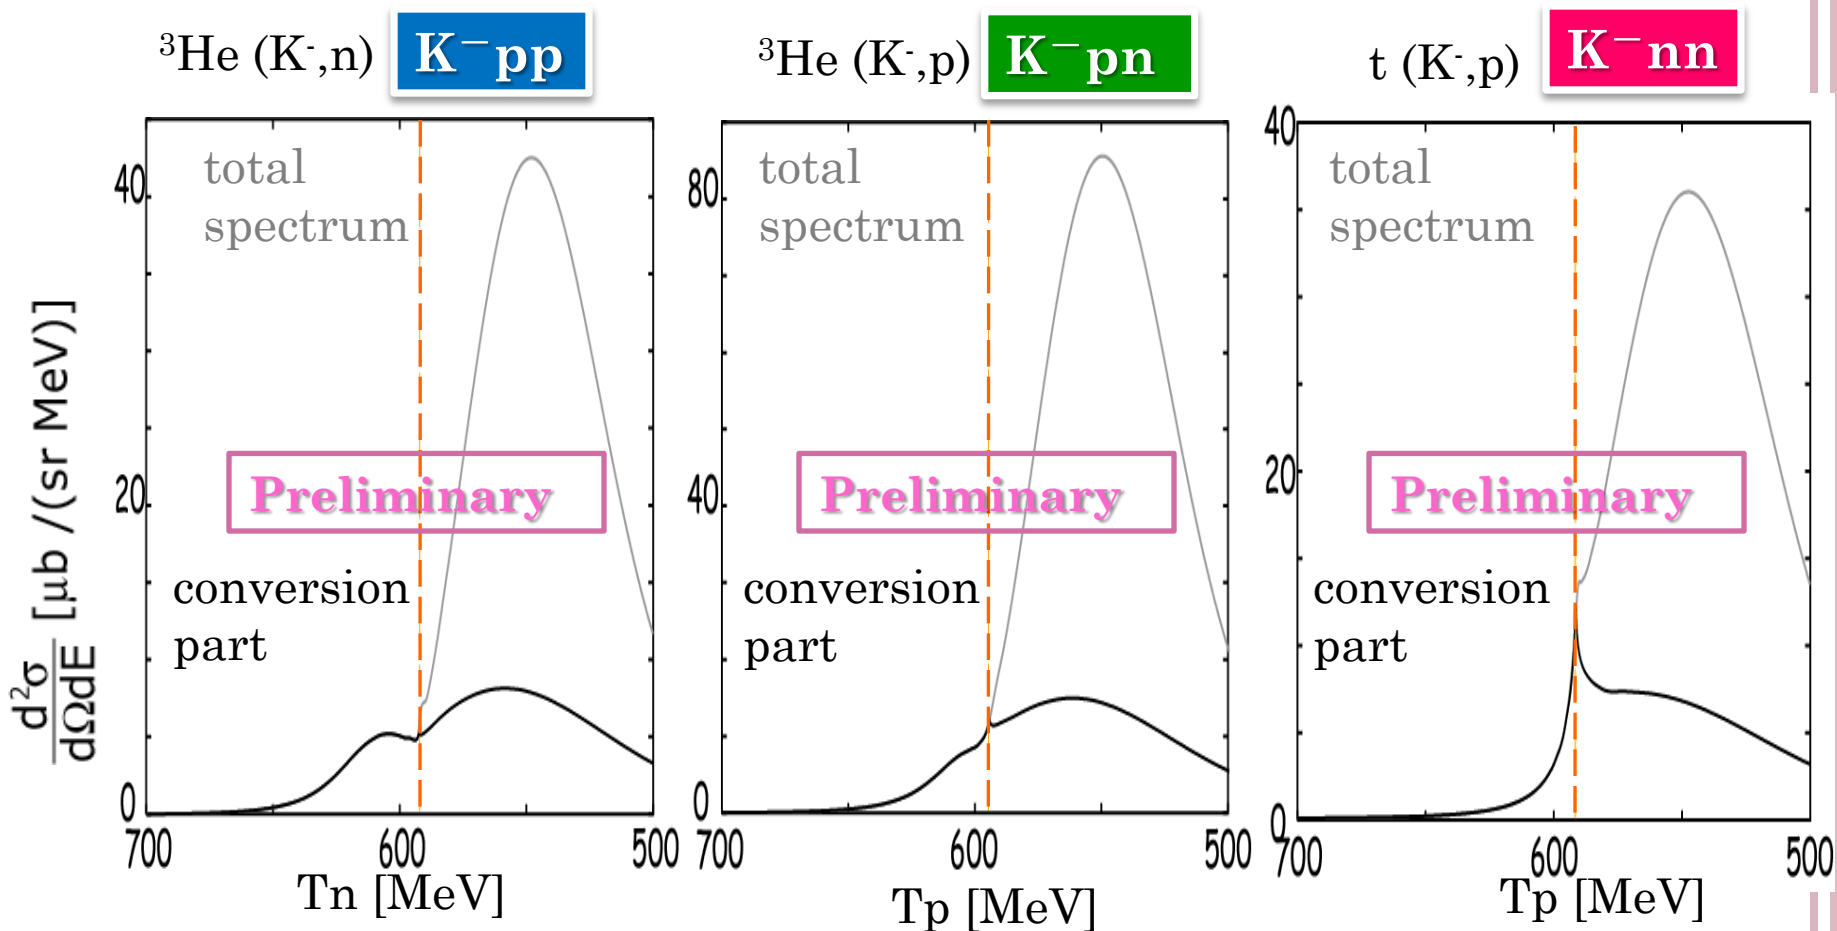 ³He (K⁻,n)
K⁻pp
³He (K⁻,p)
K⁻pn
t (K⁻,p)
K⁻nn
d²σ/dΩdE [μb /(sr MeV)]
40
20
0
total
spectrum
Preliminary
conversion
part
700
600
500
Tn [MeV]
80
40
0
total
spectrum
Preliminary
conversion
part
700
600
500
Tp [MeV]
40
20
0
total
spectrum
Preliminary
conversion
part
700
600
500
Tp [MeV]